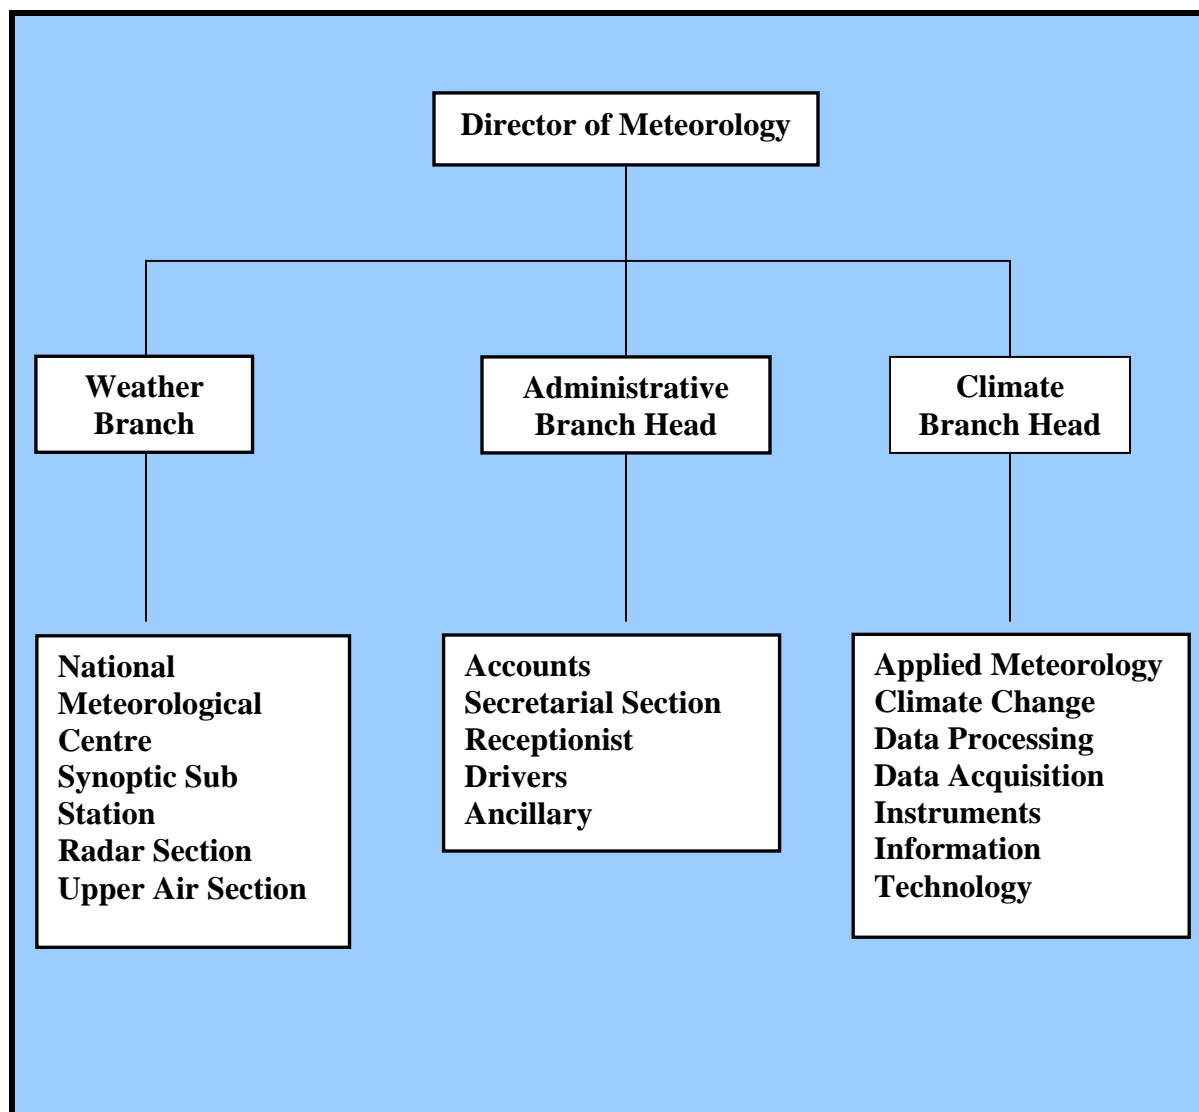 Director of Meteorology
Weather
Branch
Administrative
Branch Head
Climate
Branch Head
National
Meteorological
Centre
Synoptic Sub
Station
Radar Section
Upper Air Section
Accounts
Secretarial Section
Receptionist
Drivers
Ancillary
Applied Meteorology
Climate Change
Data Processing
Data Acquisition
Instruments
Information
Technology